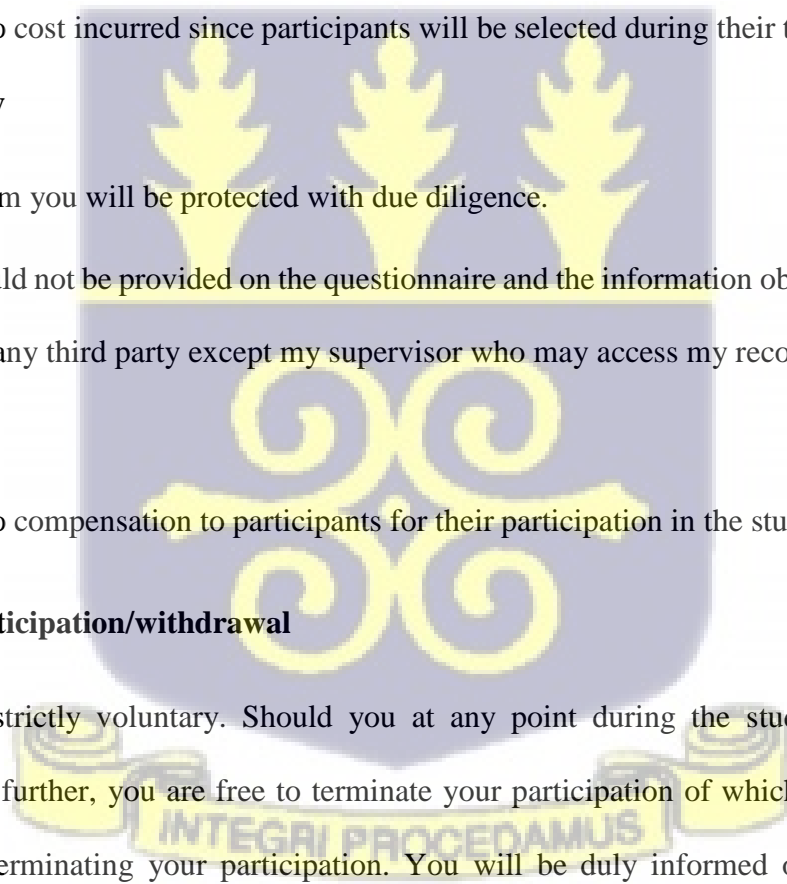 cost incurred since participants will be selected during their
m you will be protected with due diligence.
ld not be provided on the questionnaire and the information ob
any third party except my supervisor who may access my reco
compensation to participants for their participation in the stu
ticipation/withdrawal
strictly voluntary. Should you at any point during the stud
further, you are free to terminate your participation of which
erminating your participation. You will be duly informed
INTEGRI PROCEDAMUS